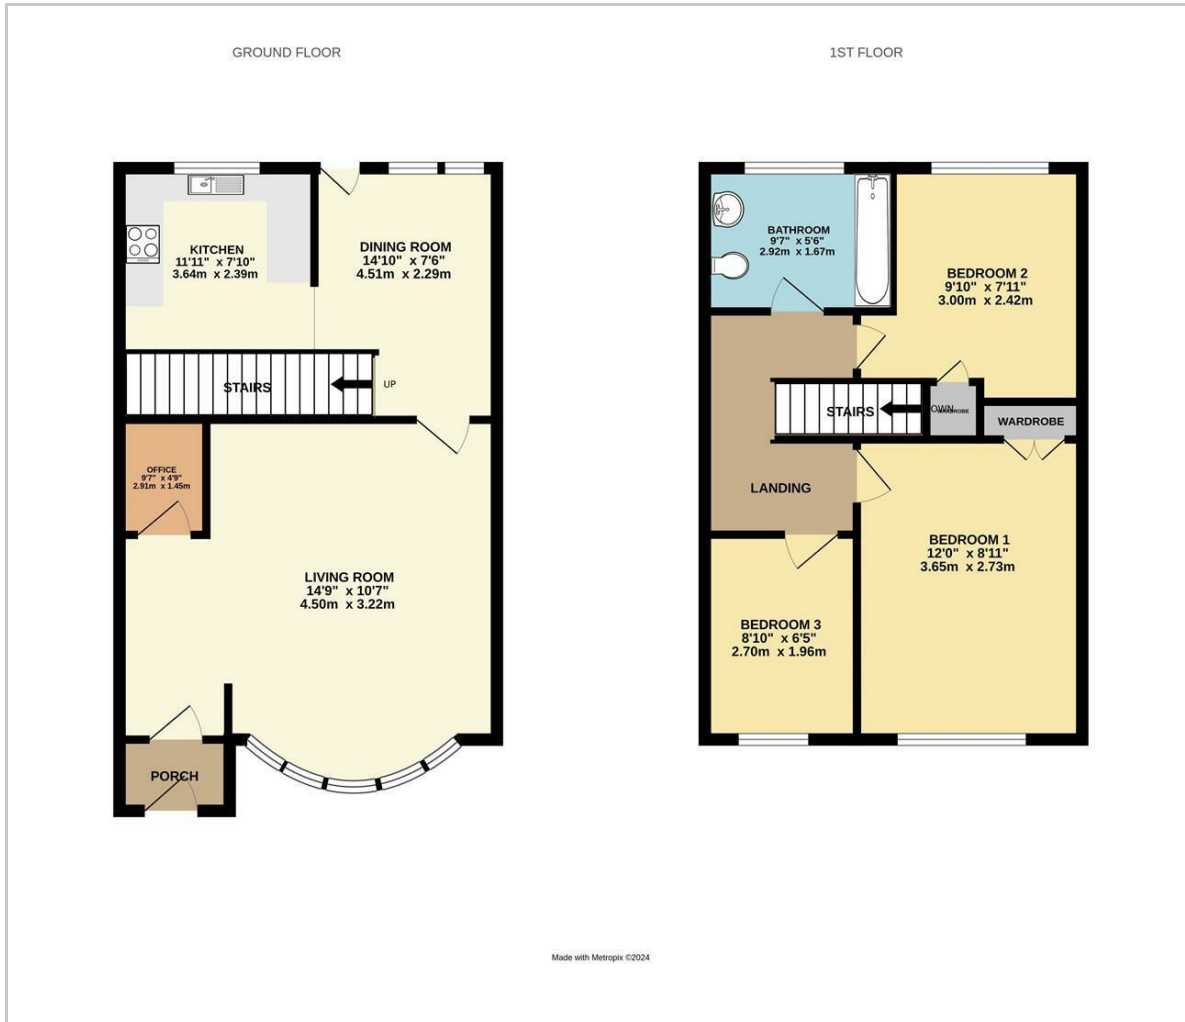 GROUND FLOOR
KITCHEN
11'11" x 7'10"
3.64m x 2.39m
DINING ROOM
14'10" x 7'6"
4.51m x 2.29m
STAIRS
UP
OFFICE
9'7" x 4'9"
2.91m x 1.45m
LIVING ROOM
14'9" x 10'7"
4.50m x 3.22m
PORCH
1ST FLOOR
BATHROOM
9'7" x 5'6"
2.92m x 1.67m
BEDROOM 2
9'10" x 7'11"
3.00m x 2.42m
STAIRS
WARDROBE
WARDROBE
LANDING
BEDROOM 1
12'0" x 8'11"
3.65m x 2.73m
BEDROOM 3
8'10" x 6'5"
2.70m x 1.96m
Made with Metropix ©2024